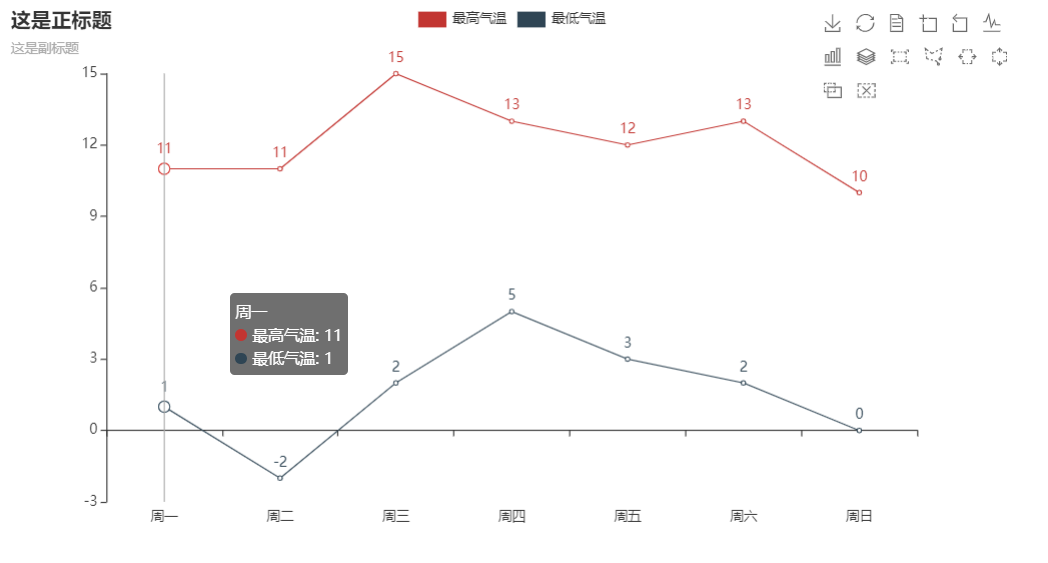 这是正标题
这是副标题
最高气温 最低气温
15
12
9
6
3
0
-3
11 11 15 13 12 13 10
周一
最高气温: 11
最低气温: 1
1 -2 2 5 3 2 0
周一 周二 周三 周四 周五 周六 周日